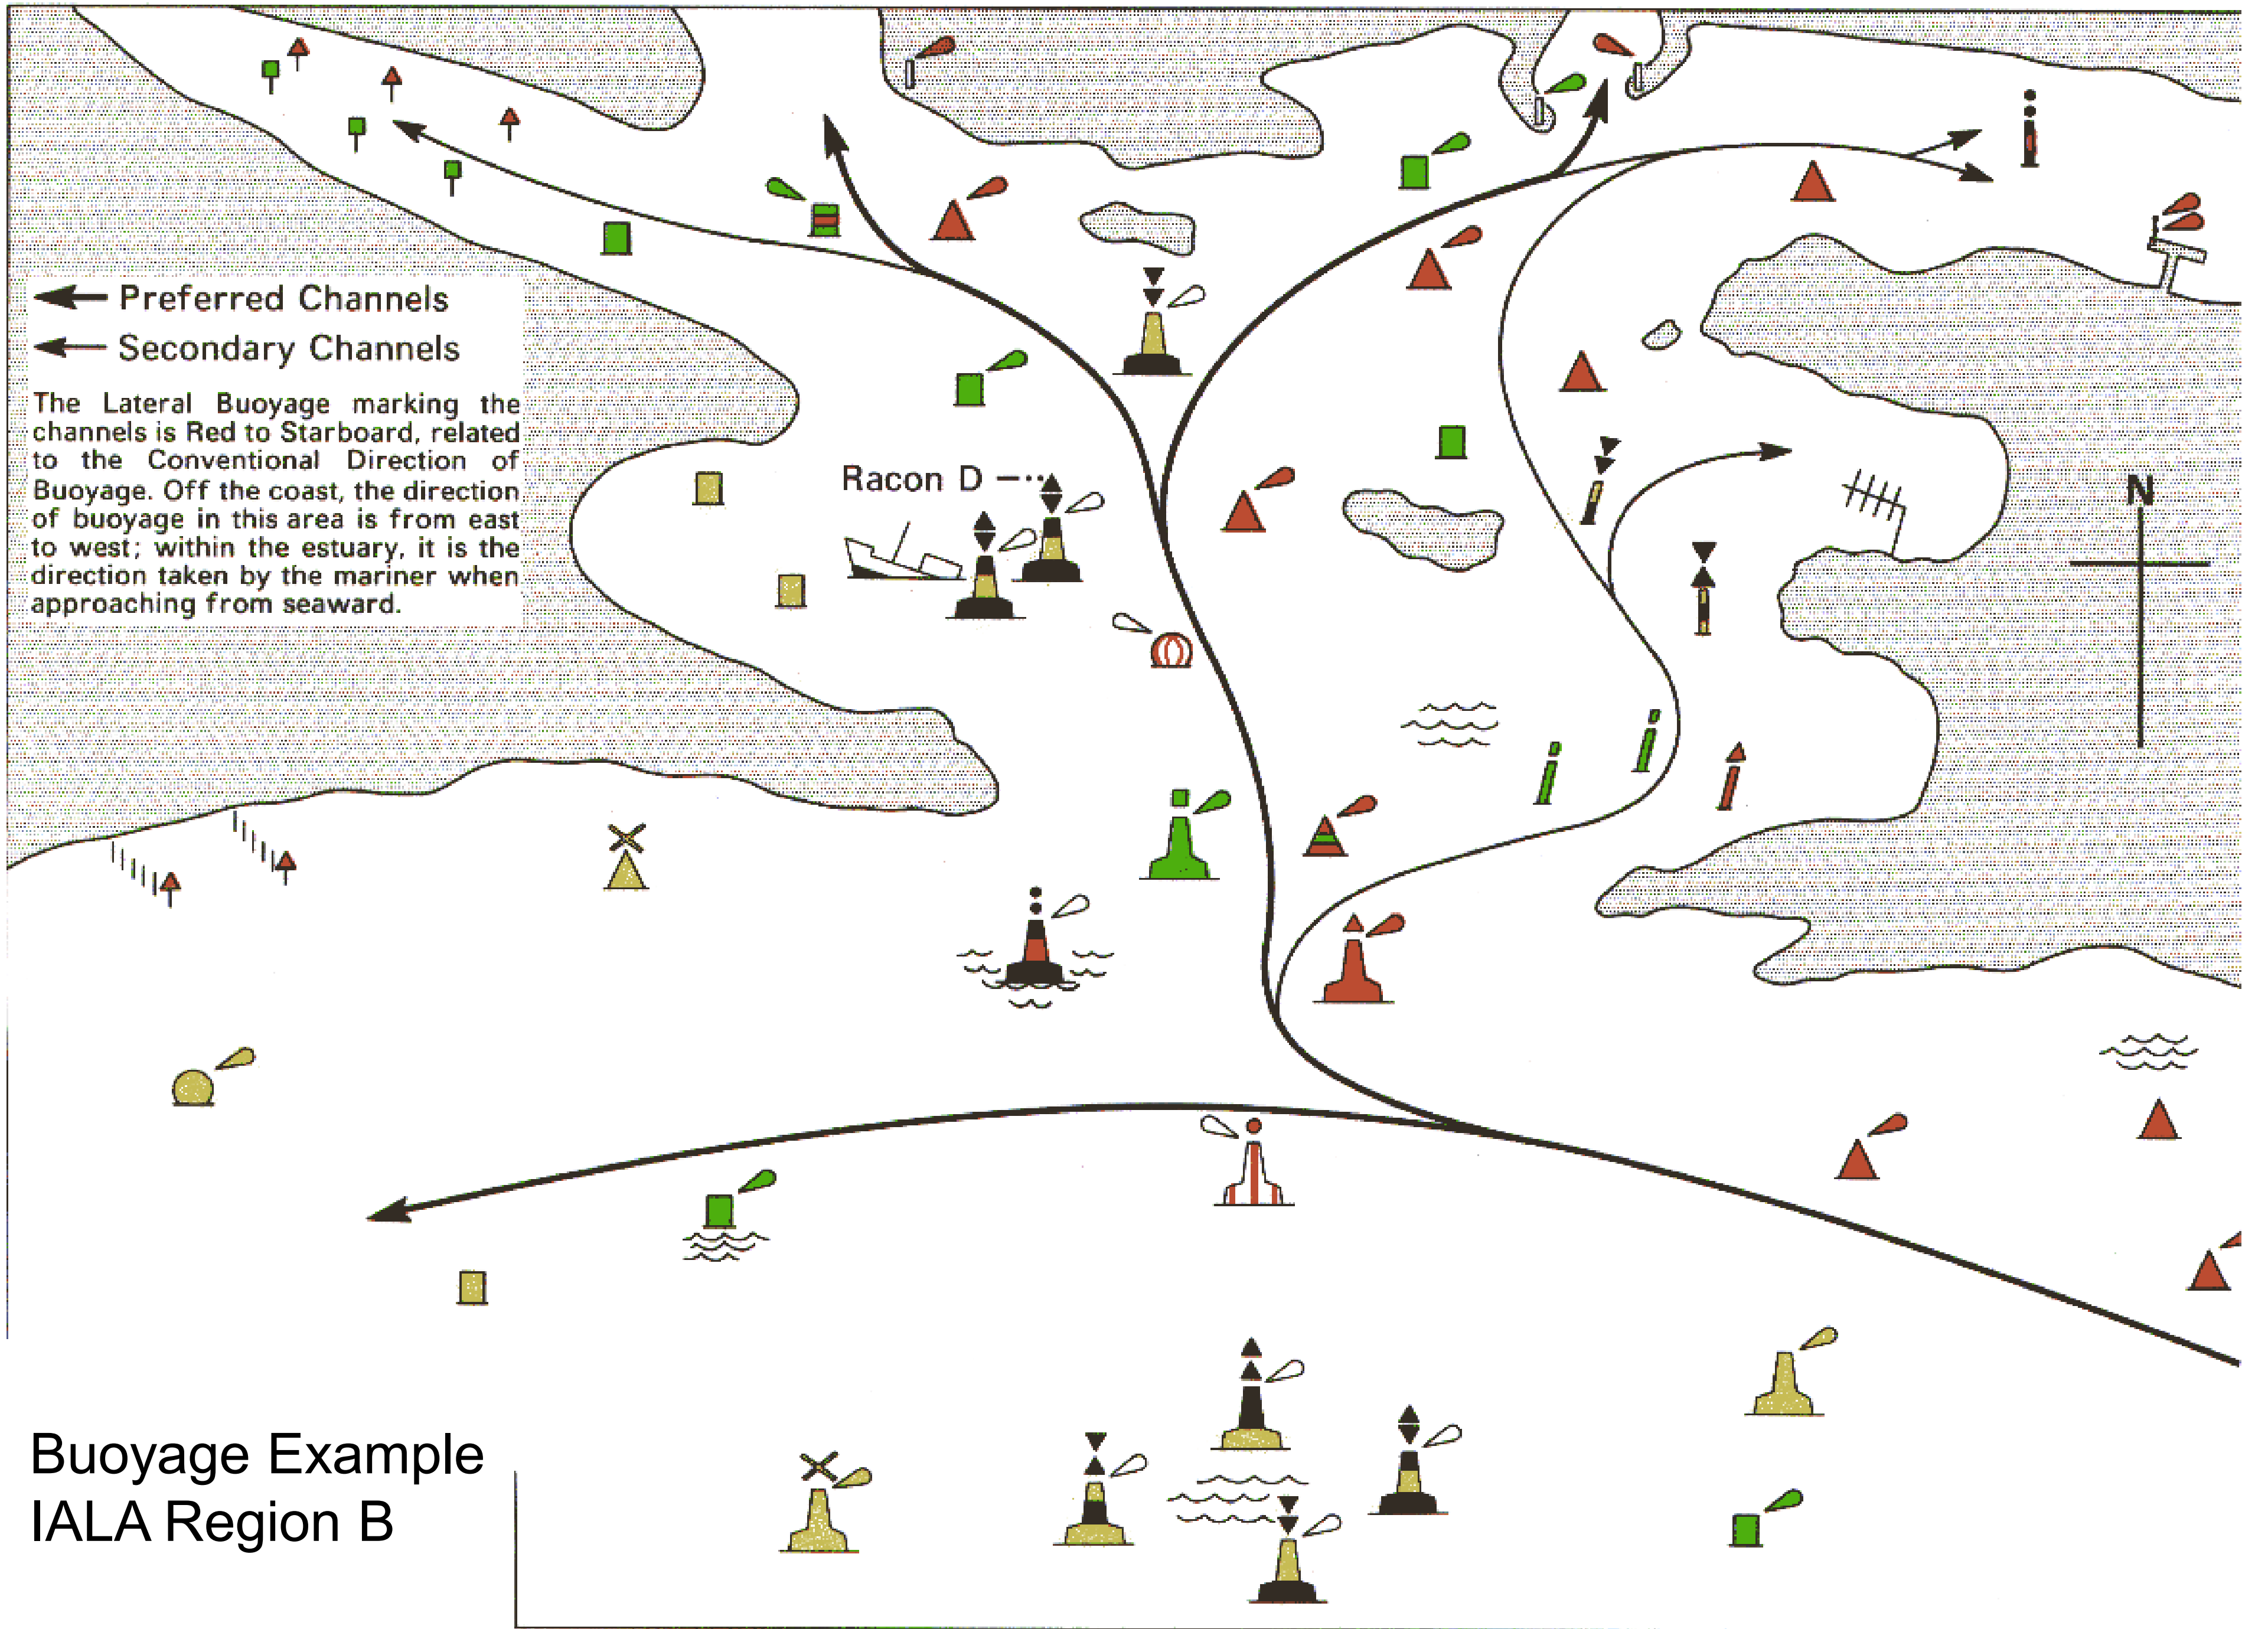 Preferred Channels
Secondary Channels
The Lateral Buoyage marking the
channels is Red to Starboard, related
to the Conventional Direction of
Buoyage. Off the coast, the direction
of buoyage in this area is from east
to west; within the estuary, it is the
direction taken by the mariner when
approaching from seaward.
Racon D
N
Buoyage Example
IALA Region B